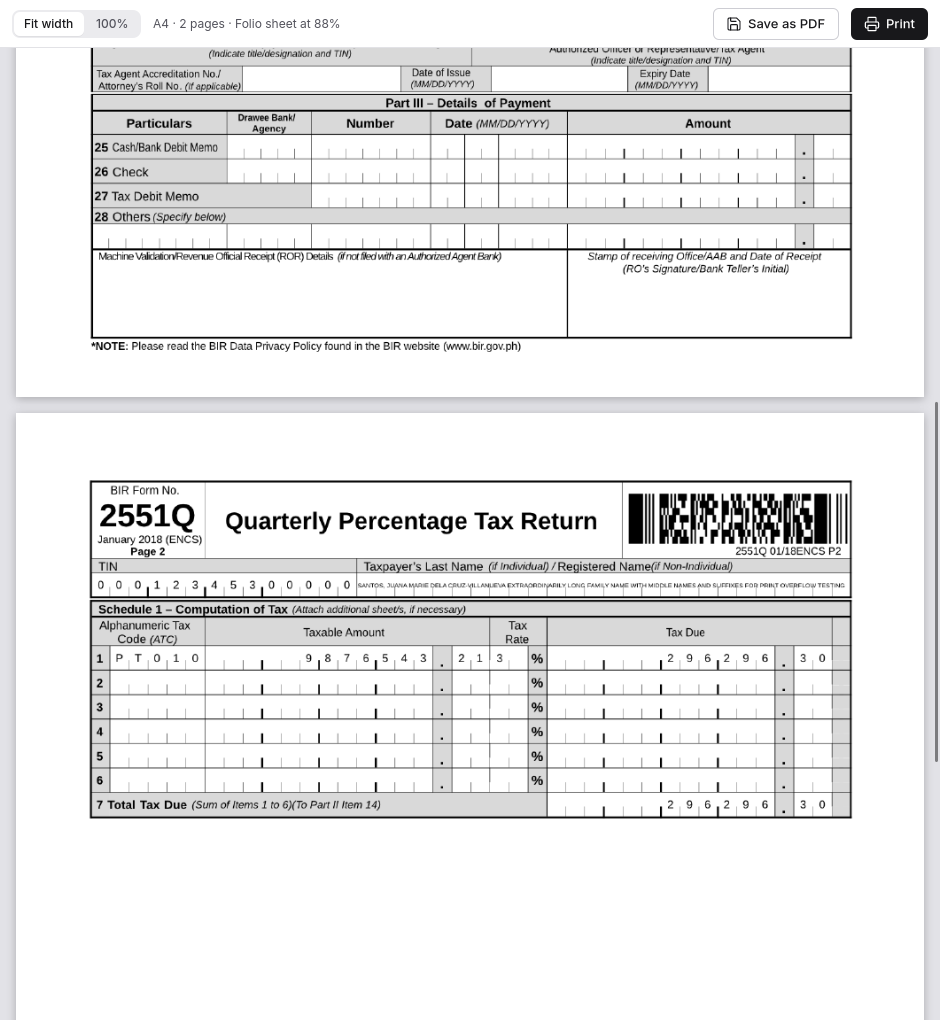 Fit width 100% A4 · 2 pages · Folio sheet at 88% Save as PDF Print
(Indicate title/designation and TIN) Authorized Officer or Representative/Tax Agent
(Indicate title/designation and TIN)
Tax Agent Accreditation No./ Date of Issue Expiry Date
Attorney's Roll No. (if applicable) (MM/DD/YYYY) (MM/DD/YYYY)
Part III – Details of Payment
Particulars Drawee Bank/ Agency Number Date (MM/DD/YYYY) Amount
25 Cash/Bank Debit Memo .
26 Check .
27 Tax Debit Memo .
28 Others (Specify below)
.
Machine Validation/Revenue Official Receipt (ROR) Details (if not filed with an Authorized Agent Bank) Stamp of receiving Office/AAB and Date of Receipt
(RO's Signature/Bank Teller's Initial)
*NOTE: Please read the BIR Data Privacy Policy found in the BIR website (www.bir.gov.ph)
BIR Form No.
2551Q
January 2018 (ENCS)
Page 2
Quarterly Percentage Tax Return
2551Q 01/18ENCS P2
TIN Taxpayer's Last Name (if Individual) / Registered Name(if Non-Individual)
0 0 0 1 2 3 4 5 3 0 0 0 0 0 SANTOS, JUANA MARIE DELA CRUZ-VILLANUEVA EXTRAORDINARILY LONG FAMILY NAME WITH MIDDLE NAMES AND SUFFIXES FOR PRINT OVERFLOW TESTING
Schedule 1 – Computation of Tax (Attach additional sheet/s, if necessary)
Alphanumeric Tax Code (ATC) Taxable Amount Tax Rate Tax Due
1 P T 0 1 0 9 8 7 6 5 4 3 . 2 1 3 % 2 9 6 2 9 6 . 3 0
2 . % .
3 . % .
4 . % .
5 . % .
6 . % .
7 Total Tax Due (Sum of Items 1 to 6)(To Part II Item 14) 2 9 6 2 9 6 . 3 0